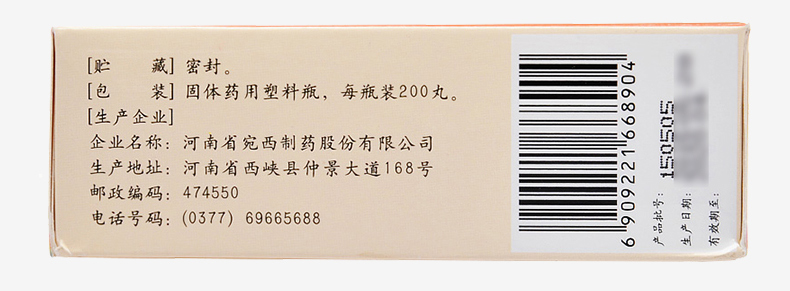 [贮　　藏] 密封。
[包　　装] 固体药用塑料瓶，每瓶装200丸。
[生产企业]
企业名称：河南省宛西制药股份有限公司
生产地址：河南省西峡县仲景大道168号
邮政编码：474550
电话号码：(0377) 69665688
6 909221 668904
产品批号：150505
生产日期：
有效期至：